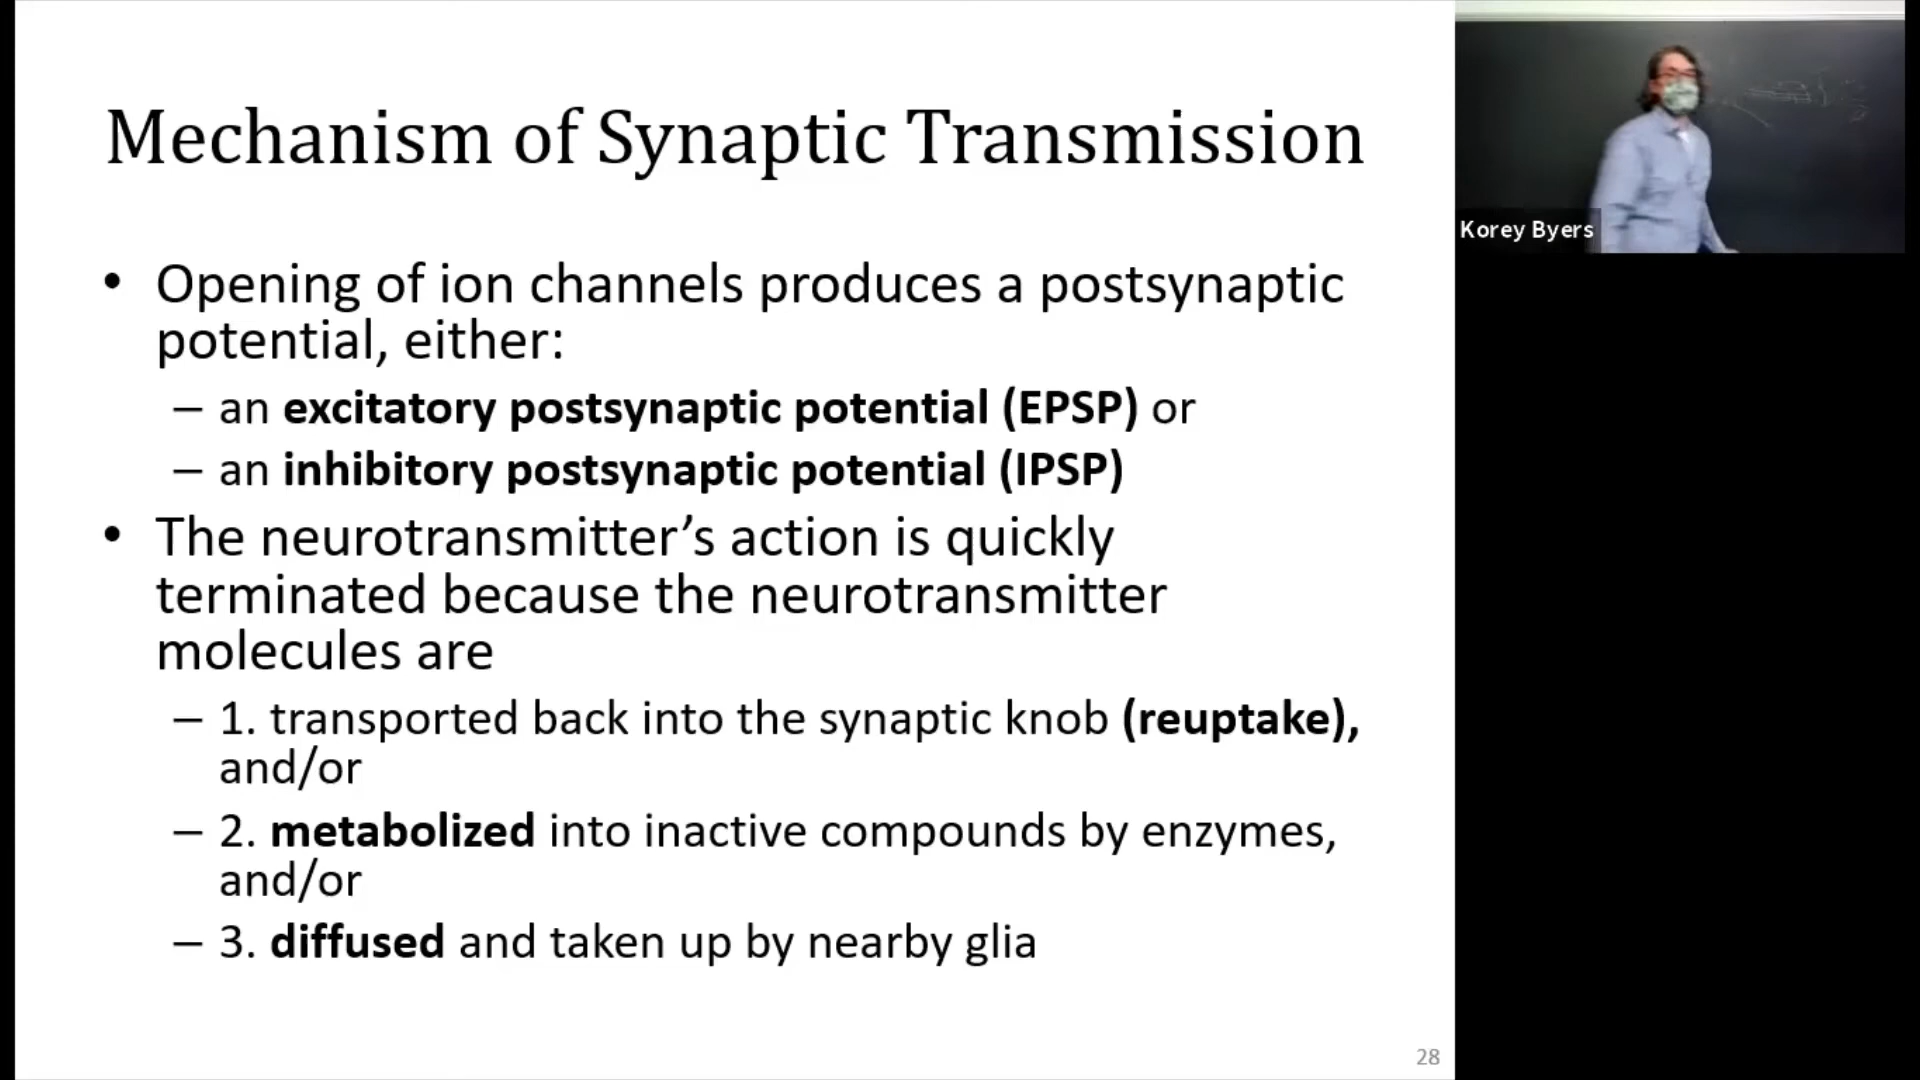 Mechanism of Synaptic Transmission
• Opening of ion channels produces a postsynaptic
potential, either:
– an excitatory postsynaptic potential (EPSP) or
– an inhibitory postsynaptic potential (IPSP)
• The neurotransmitter’s action is quickly
terminated because the neurotransmitter
molecules are
– 1. transported back into the synaptic knob (reuptake),
and/or
– 2. metabolized into inactive compounds by enzymes,
and/or
– 3. diffused and taken up by nearby glia
28
Korey Byers